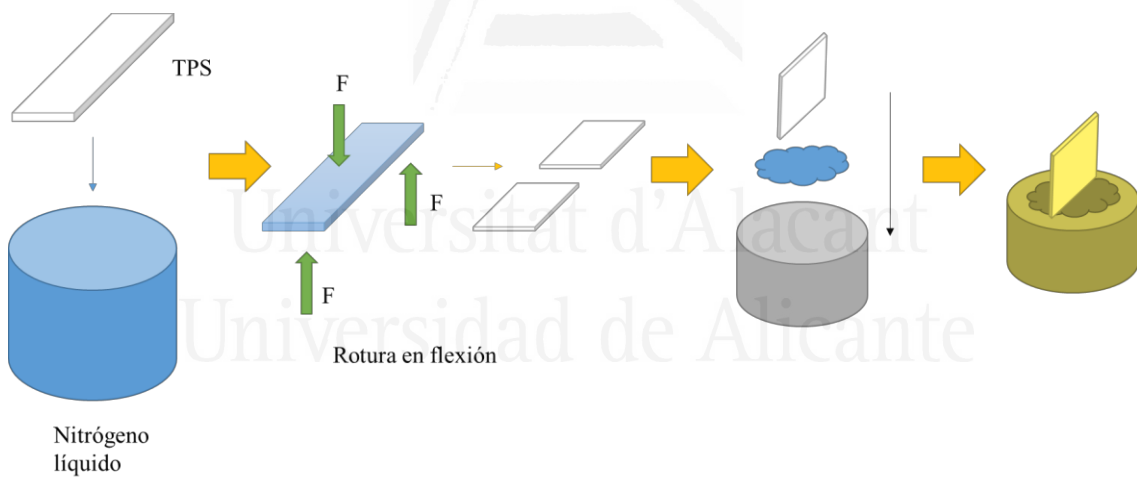 TPS
F
F
F
Rotura en flexión
Nitrógeno
líquido
Universitat d'Alacant
Universidad de Alicante